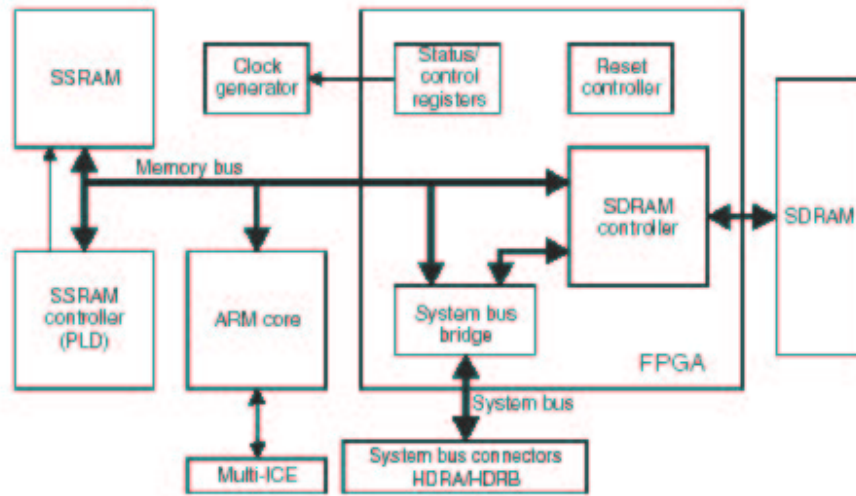 SSRAM
Clock
generator
Status/
control
registers
Reset
controller
Memory bus
SDRAM
controller
SDRAM
SSRAM
controller
(PLD)
ARM core
System bus
bridge
FPGA
System bus
Multi-ICE
System bus connectors
HDRA/HDRB